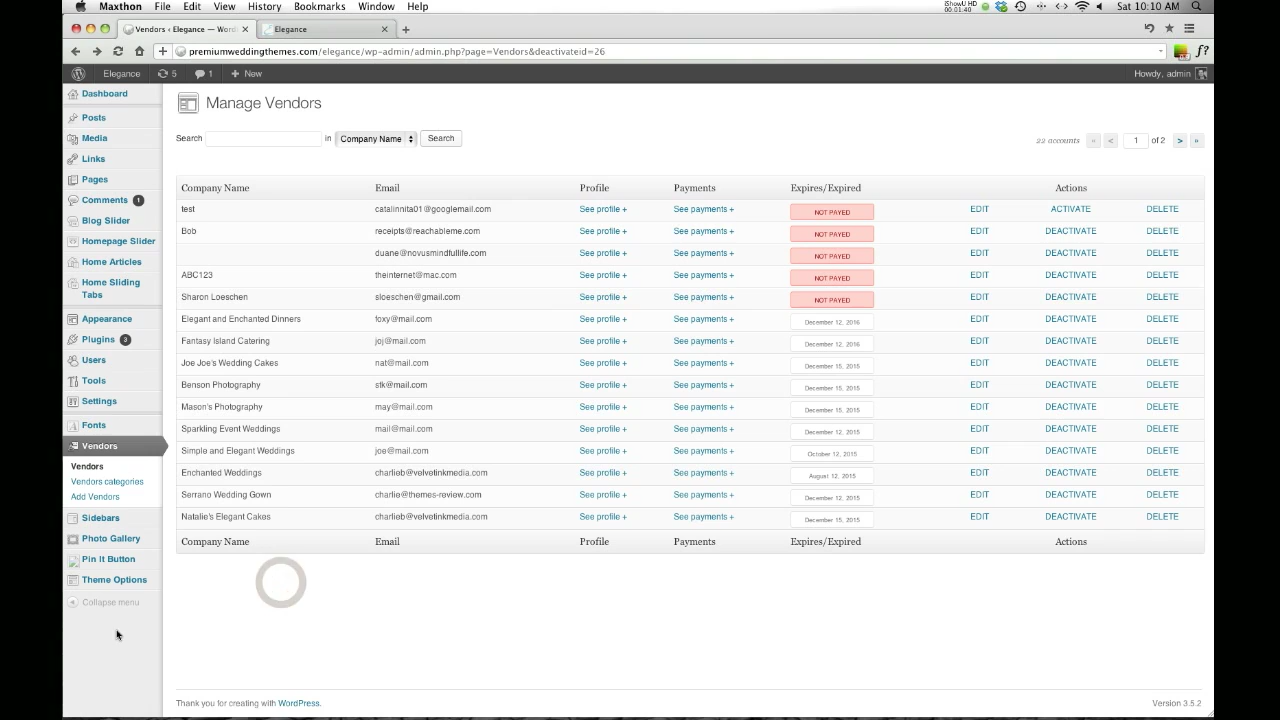 Maxthon File Edit View History Bookmarks Window Help
iShowU HD
00:01:40
Sat 10:10 AM
Vendors ‹ Elegance — Word
Elegance
premiumweddingthemes.com/elegance/wp-admin/admin.php?page=Vendors&deactivateid=26
f?
Elegance 5 1 + New
Howdy, admin
Dashboard
Posts
Media
Links
Pages
Comments 1
Blog Slider
Homepage Slider
Home Articles
Home Sliding
Tabs
Appearance
Plugins 3
Users
Tools
Settings
Fonts
Vendors
Vendors
Vendors categories
Add Vendors
Sidebars
Photo Gallery
Pin It Button
Theme Options
Collapse menu
Manage Vendors
Search in Company Name Search
22 accounts « < 1 of 2 > »
Company Name Email Profile Payments Expires/Expired Actions
test catalinnita01@googlemail.com See profile + See payments + NOT PAYED EDIT ACTIVATE DELETE
Bob receipts@reachableme.com See profile + See payments + NOT PAYED EDIT DEACTIVATE DELETE
duane@novusmindfullife.com See profile + See payments + NOT PAYED EDIT DEACTIVATE DELETE
ABC123 theinternet@mac.com See profile + See payments + NOT PAYED EDIT DEACTIVATE DELETE
Sharon Loeschen sloeschen@gmail.com See profile + See payments + NOT PAYED EDIT DEACTIVATE DELETE
Elegant and Enchanted Dinners foxy@mail.com See profile + See payments + December 12, 2016 EDIT DEACTIVATE DELETE
Fantasy Island Catering joj@mail.com See profile + See payments + December 12, 2016 EDIT DEACTIVATE DELETE
Joe Joe's Wedding Cakes nat@mail.com See profile + See payments + December 15, 2015 EDIT DEACTIVATE DELETE
Benson Photography stk@mail.com See profile + See payments + December 15, 2015 EDIT DEACTIVATE DELETE
Mason's Photography may@mail.com See profile + See payments + December 15, 2015 EDIT DEACTIVATE DELETE
Sparkling Event Weddings mail@mail.com See profile + See payments + December 12, 2015 EDIT DEACTIVATE DELETE
Simple and Elegant Weddings joe@mail.com See profile + See payments + October 12, 2015 EDIT DEACTIVATE DELETE
Enchanted Weddings charlieb@velvetinkmedia.com See profile + See payments + August 12, 2015 EDIT DEACTIVATE DELETE
Serrano Wedding Gown charlie@themes-review.com See profile + See payments + December 12, 2015 EDIT DEACTIVATE DELETE
Natalie's Elegant Cakes charlieb@velvetinkmedia.com See profile + See payments + December 15, 2015 EDIT DEACTIVATE DELETE
Company Name Email Profile Payments Expires/Expired Actions
Thank you for creating with WordPress.
Version 3.5.2